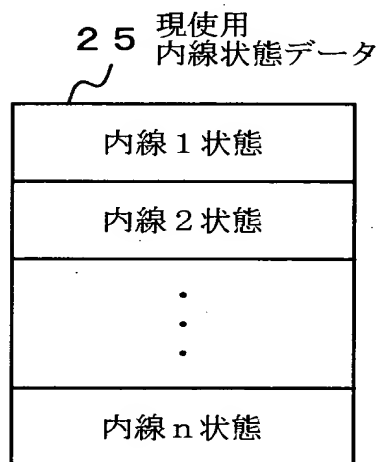 ２５ 現使用
内線状態データ
内線１状態
内線２状態
内線ｎ状態